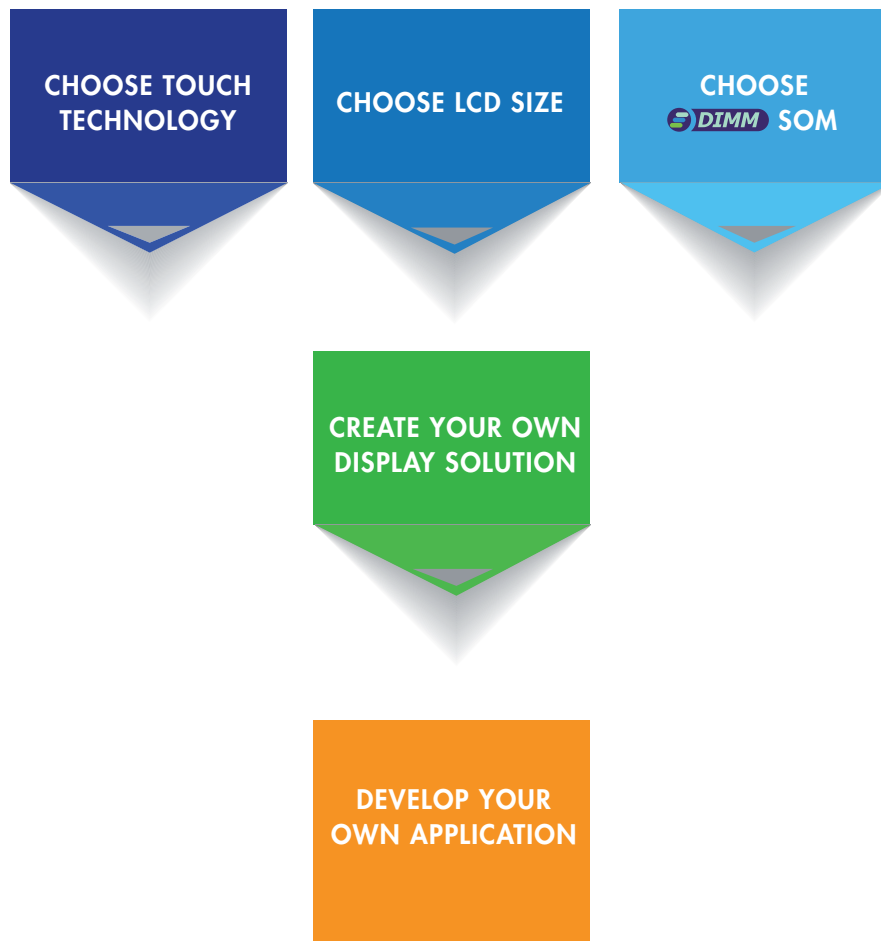 CHOOSE TOUCH
TECHNOLOGY
CHOOSE LCD SIZE
CHOOSE
DIMM SOM
CREATE YOUR OWN
DISPLAY SOLUTION
DEVELOP YOUR
OWN APPLICATION